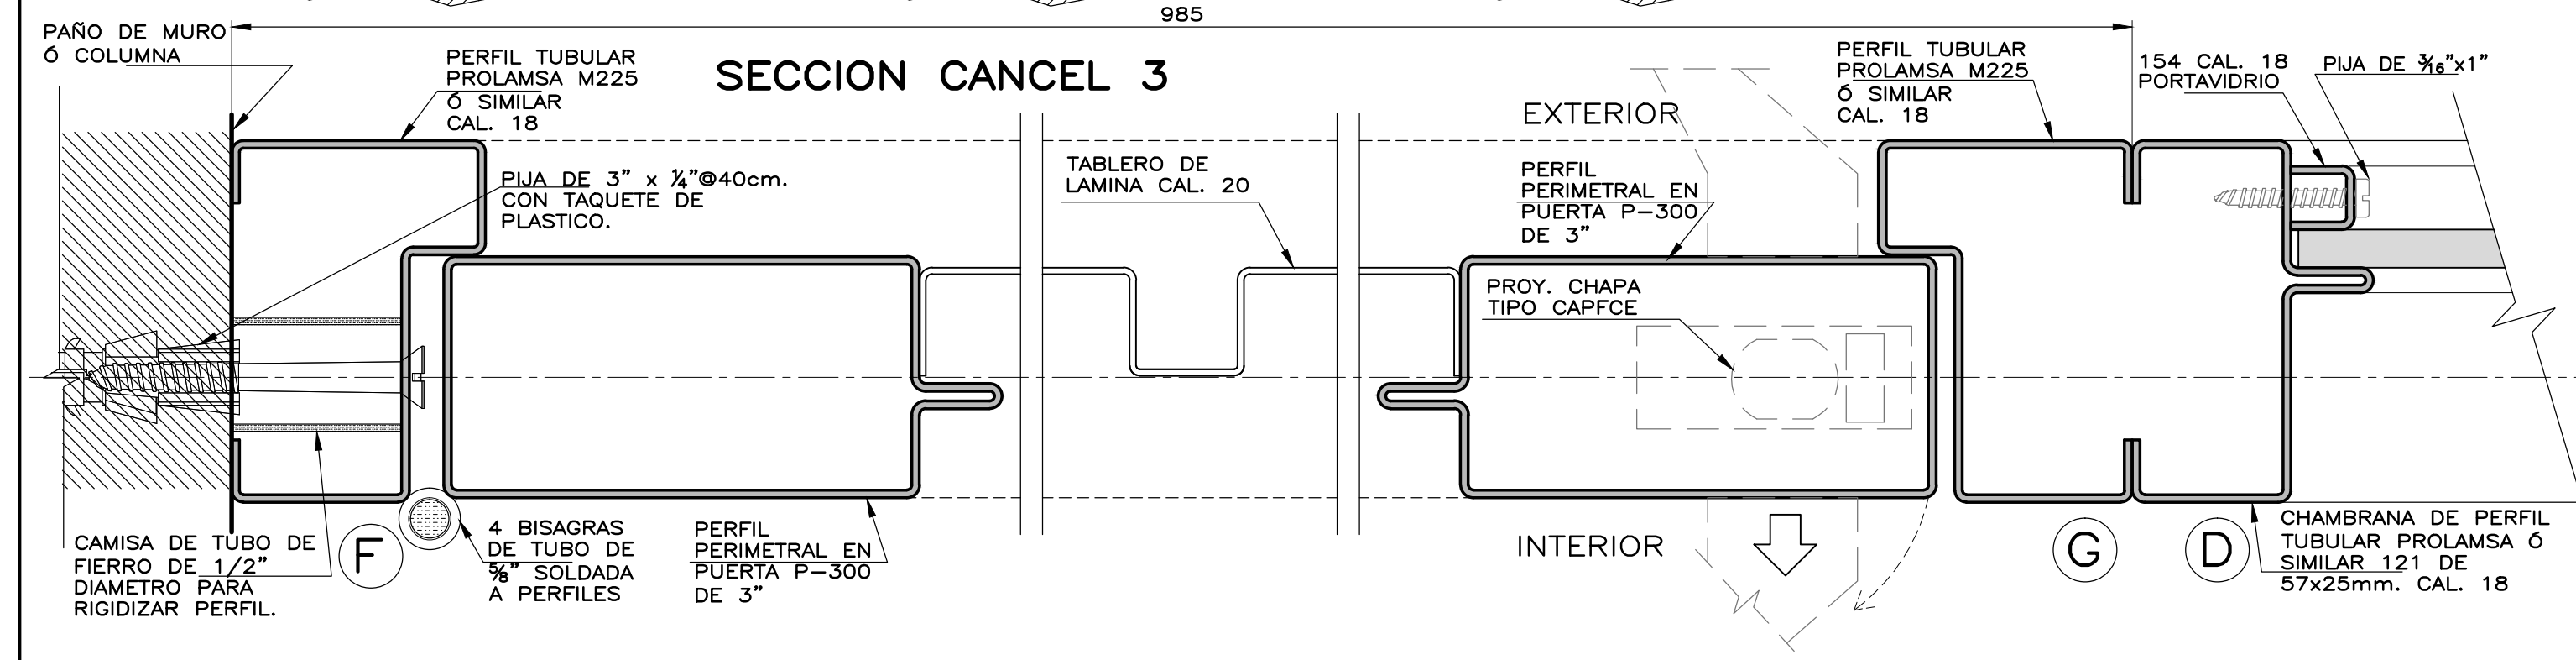 985
PAÑO DE MURO
Ó COLUMNA
PERFIL TUBULAR
PROLAMSA M225
Ó SIMILAR
CAL. 18
SECCION CANCEL 3
EXTERIOR
PERFIL TUBULAR
PROLAMSA M225
Ó SIMILAR
CAL. 18
154 CAL. 18
PORTAVIDRIO
PIJA DE 3/16"x1"
PIJA DE 3" x 1/4"@40cm.
CON TAQUETE DE
PLASTICO.
TABLERO DE
LAMINA CAL. 20
PERFIL
PERIMETRAL EN
PUERTA P-300
DE 3"
PROY. CHAPA
TIPO CAPFCE
CAMISA DE TUBO DE
FIERRO DE 1/2"
DIAMETRO PARA
RIGIDIZAR PERFIL.
F
4 BISAGRAS
DE TUBO DE
5/8" SOLDADA
A PERFILES
PERFIL
PERIMETRAL EN
PUERTA P-300
DE 3"
INTERIOR
G
D
CHAMBRANA DE PERFIL
TUBULAR PROLAMSA Ó
SIMILAR 121 DE
57x25mm. CAL. 18